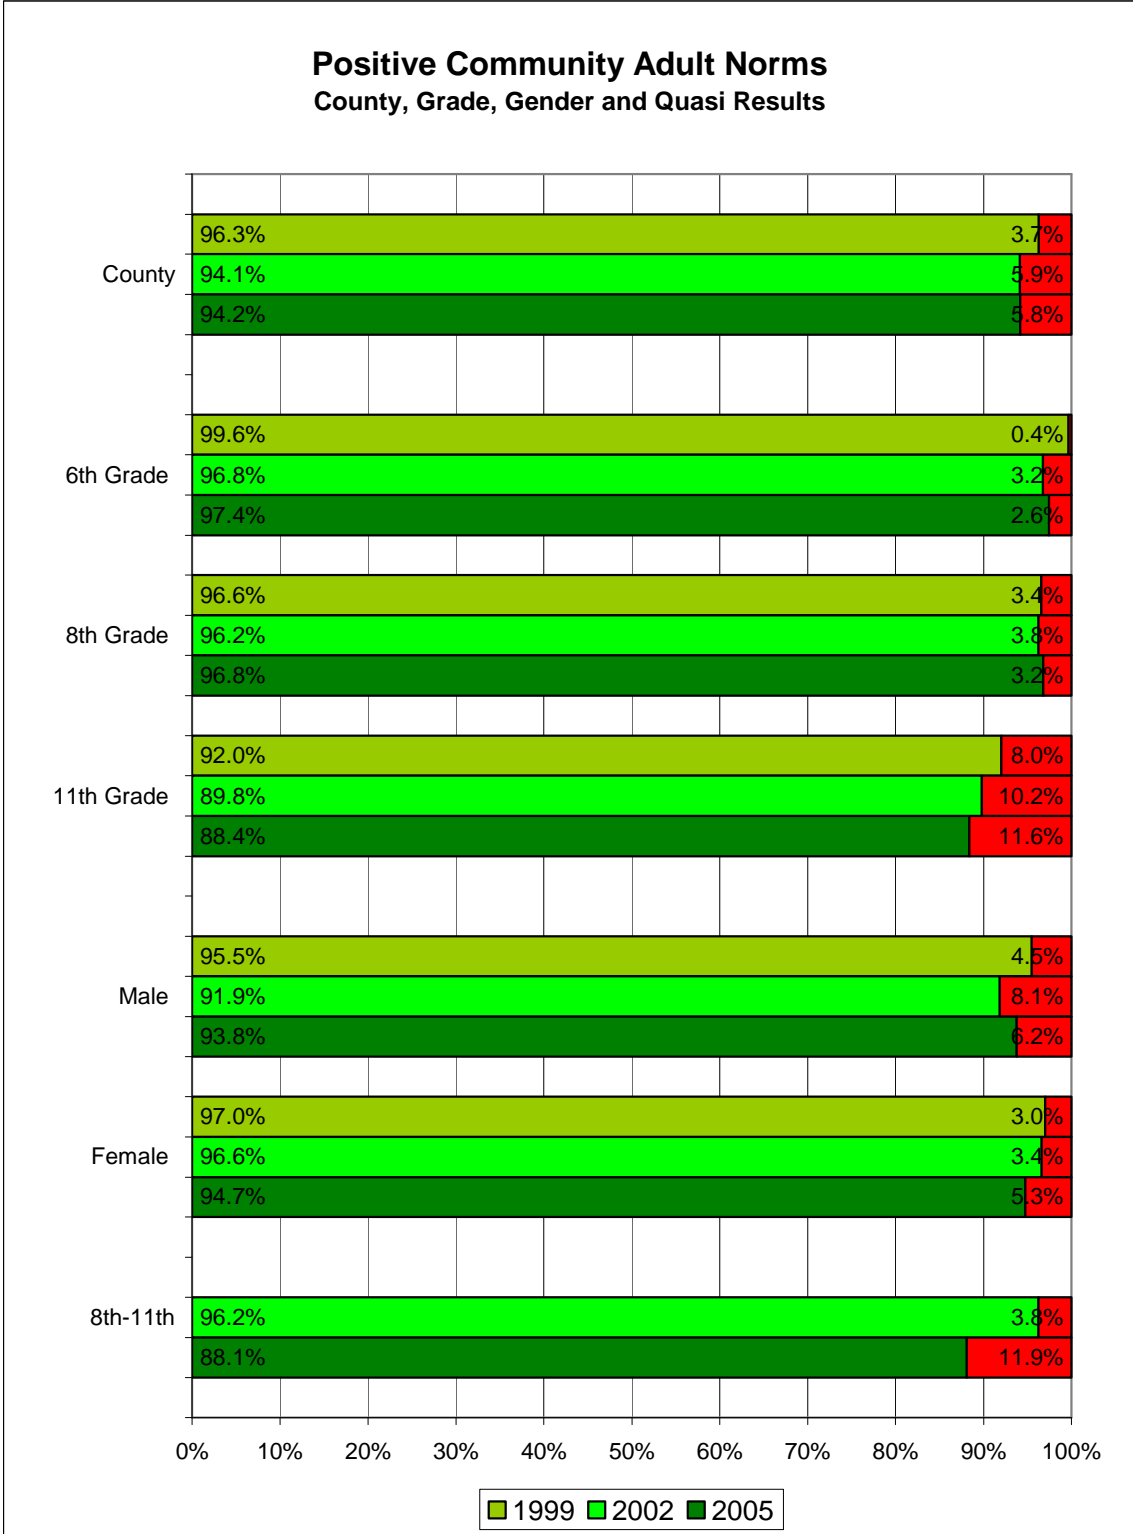 Positive Community Adult Norms
County, Grade, Gender and Quasi Results
96.3% 3.7%
County 94.1% 5.9%
94.2% 5.8%
99.6% 0.4%
6th Grade 96.8% 3.2%
97.4% 2.6%
96.6% 3.4%
8th Grade 96.2% 3.8%
96.8% 3.2%
92.0% 8.0%
11th Grade 89.8% 10.2%
88.4% 11.6%
95.5% 4.5%
Male 91.9% 8.1%
93.8% 6.2%
97.0% 3.0%
Female 96.6% 3.4%
94.7% 5.3%
8th-11th 96.2% 3.8%
88.1% 11.9%
0% 10% 20% 30% 40% 50% 60% 70% 80% 90% 100%
1999 2002 2005